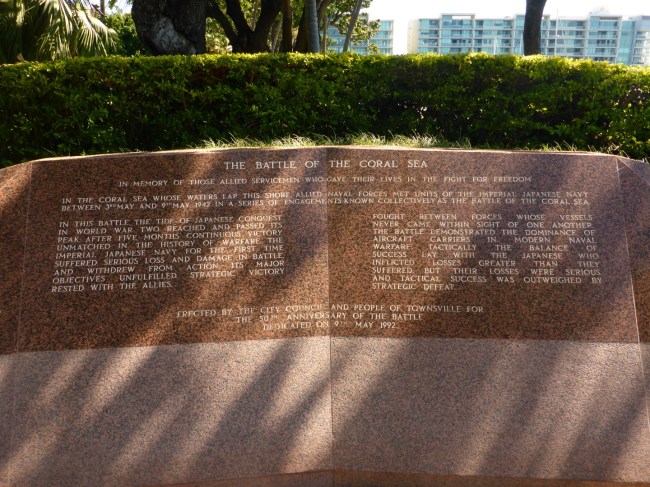 THE BATTLE OF THE CORAL SEA
IN MEMORY OF THOSE ALLIED SERVICEMEN WHO GAVE THEIR LIVES IN THE FIGHT FOR FREEDOM
IN THE CORAL SEA WHOSE WATERS LAP THIS SHORE ALLIED NAVAL FORCES MET UNITS OF THE IMPERIAL JAPANESE NAVY
BETWEEN 3RD MAY AND 9TH MAY 1942 IN A SERIES OF ENGAGEMENTS KNOWN COLLECTIVELY AS THE BATTLE OF THE CORAL SEA
IN THIS BATTLE THE TIDE OF JAPANESE CONQUEST
IN WORLD WAR TWO REACHED AND PASSED ITS
PEAK. AFTER FIVE MONTHS CONTINUOUS VICTORY
UNMATCHED IN THE HISTORY OF WARFARE THE
IMPERIAL JAPANESE NAVY FOR THE FIRST TIME
SUFFERED SERIOUS LOSS AND DAMAGE IN BATTLE,
AND WITHDREW FROM ACTION, ITS MAJOR
OBJECTIVES UNFULFILLED. STRATEGIC VICTORY
RESTED WITH THE ALLIES.
FOUGHT BETWEEN FORCES WHOSE VESSELS
NEVER CAME WITHIN SIGHT OF ONE ANOTHER,
THE BATTLE DEMONSTRATED THE DOMINANCE OF
AIRCRAFT CARRIERS IN MODERN NAVAL
WARFARE. TACTICALLY THE BALANCE OF
SUCCESS LAY WITH THE JAPANESE WHO
INFLICTED LOSSES GREATER THAN THEY
SUFFERED, BUT THEIR LOSSES WERE SERIOUS,
AND TACTICAL SUCCESS WAS OUTWEIGHED BY
STRATEGIC DEFEAT.
ERECTED BY THE CITY COUNCIL AND PEOPLE OF TOWNSVILLE FOR
THE 50TH ANNIVERSARY OF THE BATTLE
DEDICATED ON 9TH MAY 1992.